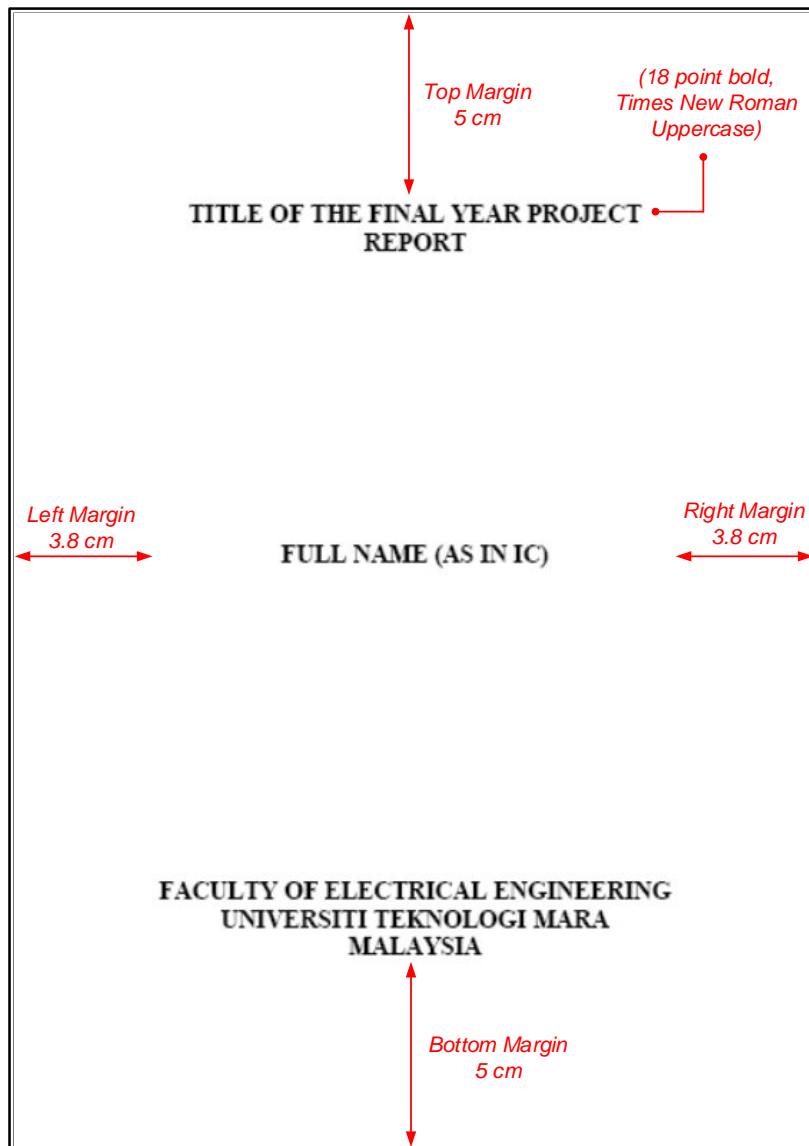 Top Margin
5 cm
(18 point bold,
Times New Roman
Uppercase)
TITLE OF THE FINAL YEAR PROJECT
REPORT
Left Margin
3.8 cm
FULL NAME (AS IN IC)
Right Margin
3.8 cm
FACULTY OF ELECTRICAL ENGINEERING
UNIVERSITI TEKNOLOGI MARA
MALAYSIA
Bottom Margin
5 cm